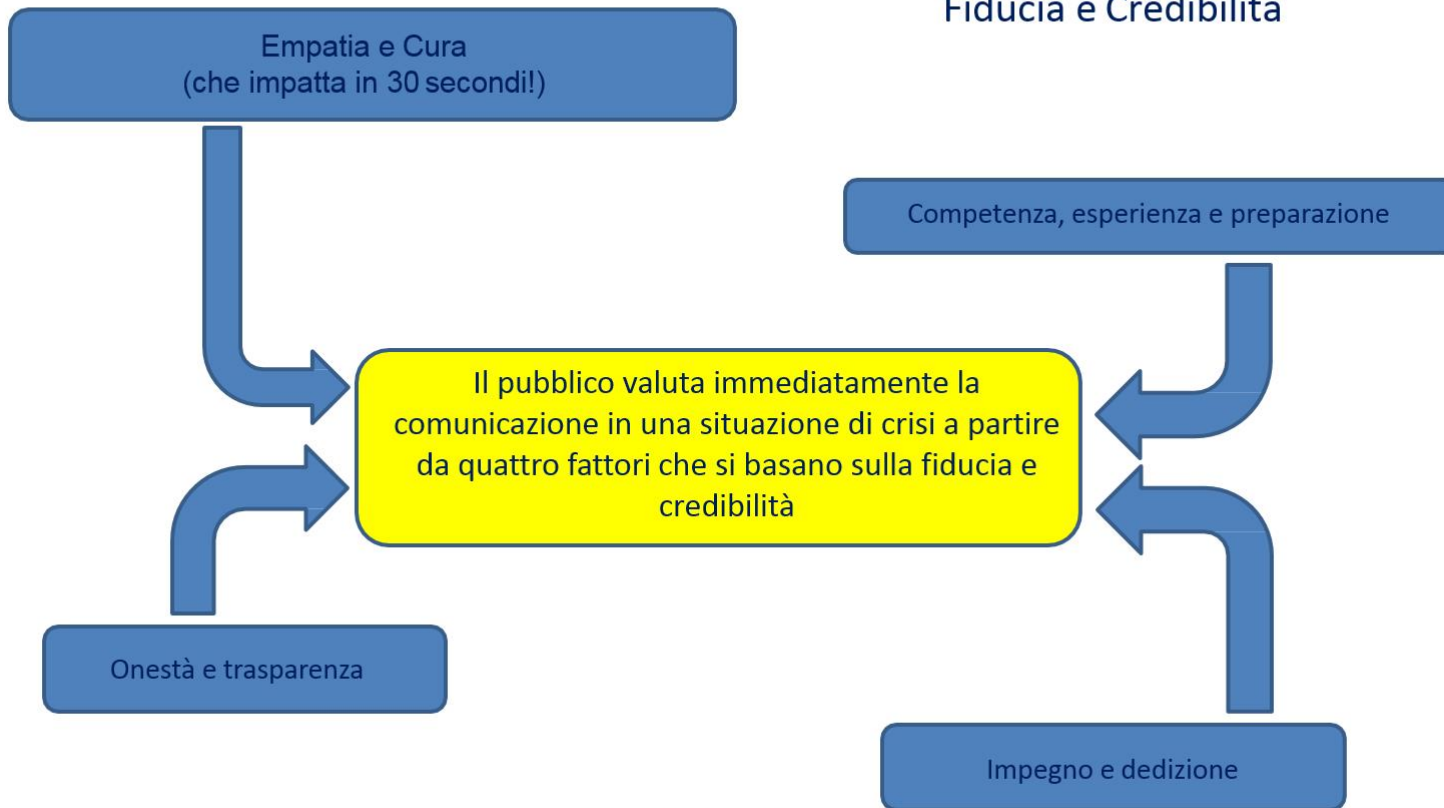 Fiducia e Credibilità
Empatia e Cura
(che impatta in 30 secondi!)
Competenza, esperienza e preparazione
Il pubblico valuta immediatamente la
comunicazione in una situazione di crisi a partire
da quattro fattori che si basano sulla fiducia e
credibilità
Onestà e trasparenza
Impegno e dedizione